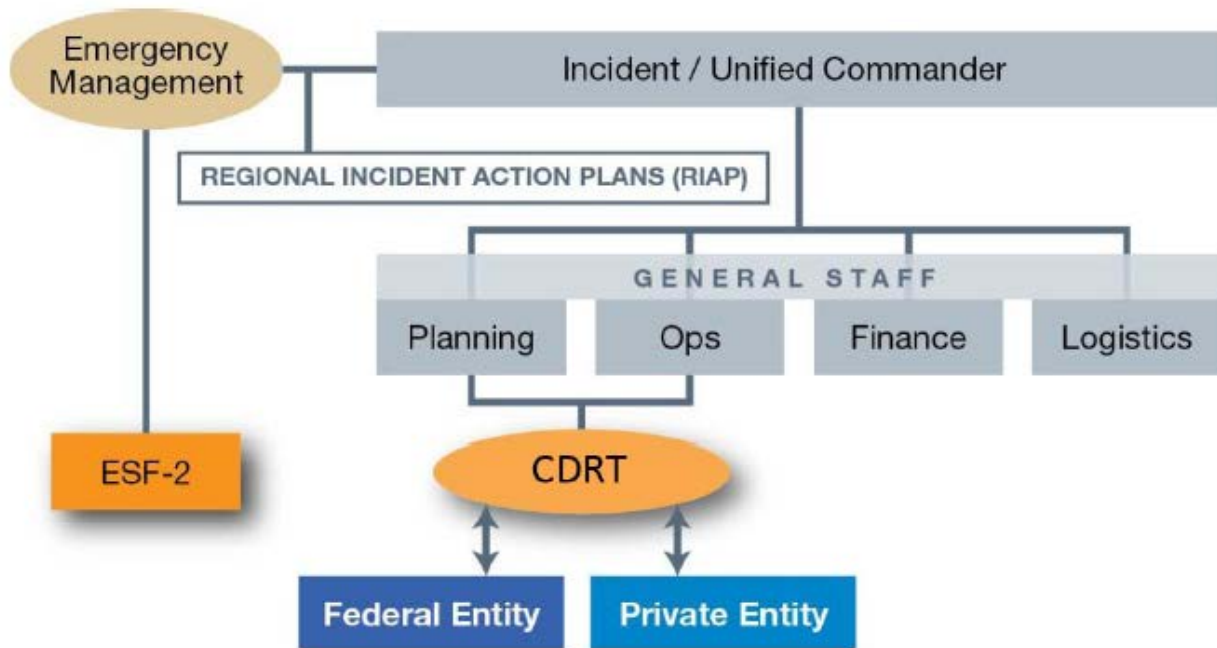 Emergency
Management
Incident / Unified Commander
REGIONAL INCIDENT ACTION PLANS (RIAP)
GENERAL STAFF
Planning
Ops
Finance
Logistics
ESF-2
CDRT
Federal Entity
Private Entity